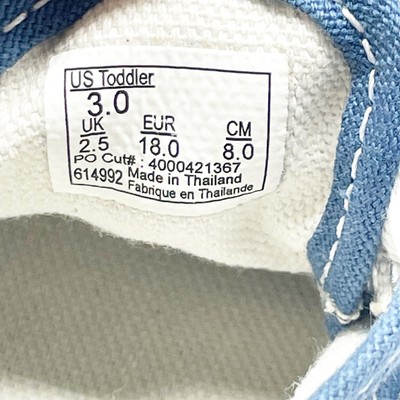 US Toddler
3.0
UK EUR CM
2.5 18.0 8.0
PO Cut# : 4000421367
614992 Made in Thailand
Fabrique en Thailande